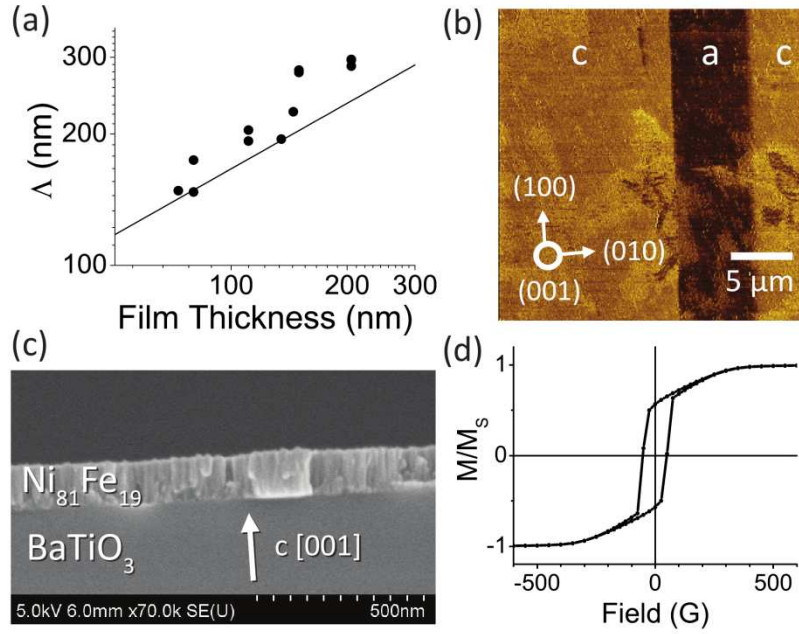 (a)
300
200
100
Λ (nm)
100
200
300
Film Thickness (nm)
(b)
c
a
c
(100)
(010)
(001)
5 µm
(c)
Ni₈₁Fe₁₉
BaTiO₃
c [001]
5.0kV 6.0mm x70.0k SE(U)
500nm
(d)
1
0
-1
M/Mₛ
-500
0
500
Field (G)